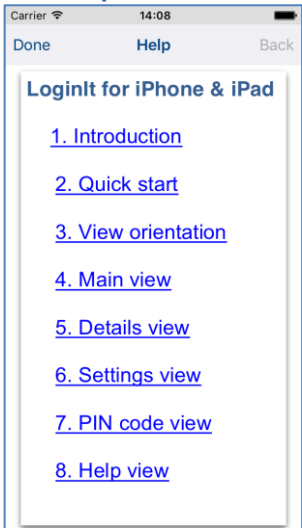 Carrier 14:08
Done Help Back
LoginIt for iPhone & iPad
1. Introduction
2. Quick start
3. View orientation
4. Main view
5. Details view
6. Settings view
7. PIN code view
8. Help view